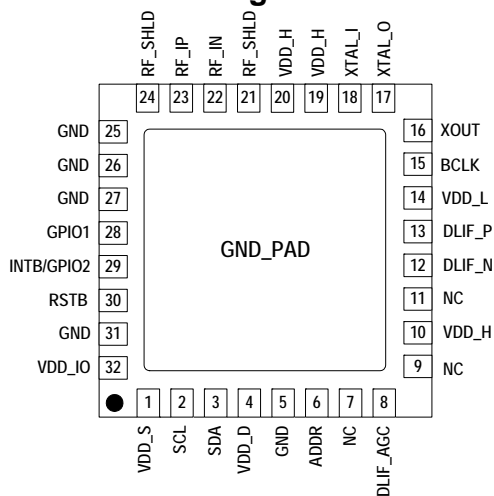 RF_SHLD
RF_IP
RF_IN
RF_SHLD
VDD_H
VDD_H
XTAL_I
XTAL_O
24 23 22 21 20 19 18 17
GND 25
GND 26
GND 27
GPIO1 28
INTB/GPIO2 29
RSTB 30
GND 31
VDD_IO 32
GND_PAD
16 XOUT
15 BCLK
14 VDD_L
13 DLIF_P
12 DLIF_N
11 NC
10 VDD_H
9 NC
1 2 3 4 5 6 7 8
VDD_S
SCL
SDA
VDD_D
GND
ADDR
NC
DLIF_AGC